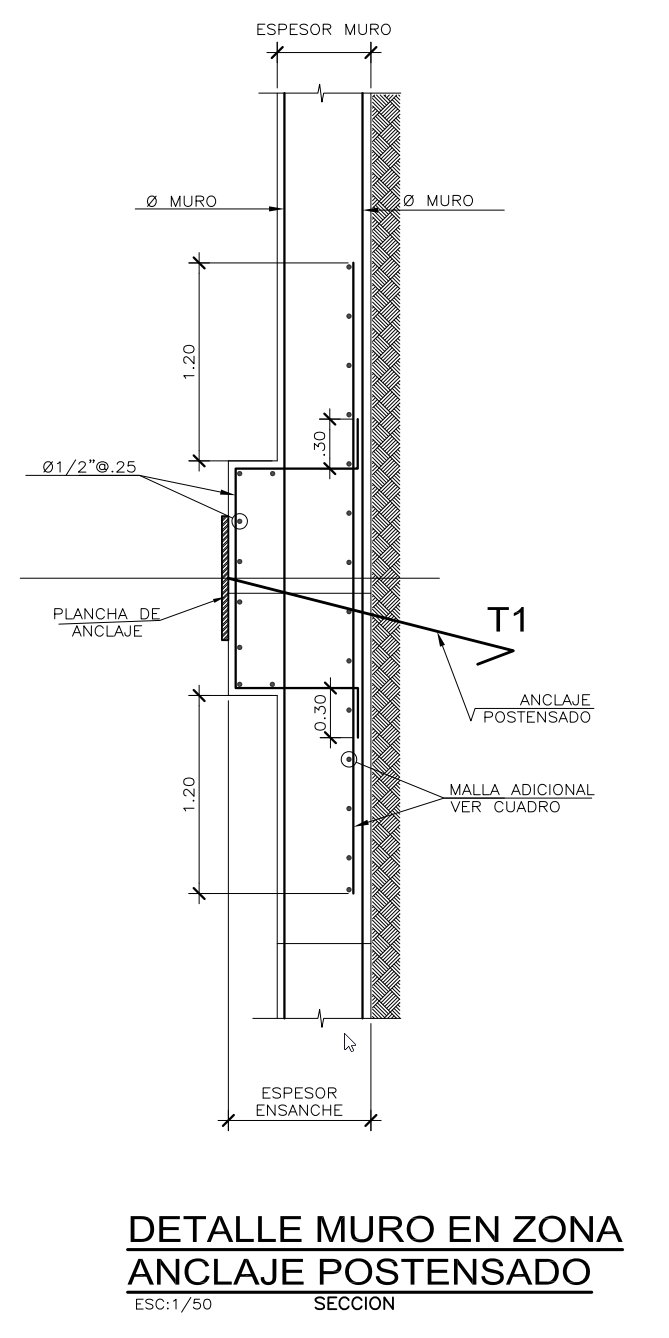 ESPESOR MURO
Ø MURO
Ø MURO
1.20
.30
Ø1/2"@.25
PLANCHA DE
ANCLAJE
T1
0.30
ANCLAJE
POSTENSADO
1.20
MALLA ADICIONAL
VER CUADRO
ESPESOR
ENSANCHE
DETALLE MURO EN ZONA
ANCLAJE POSTENSADO
ESC:1/50
SECCION